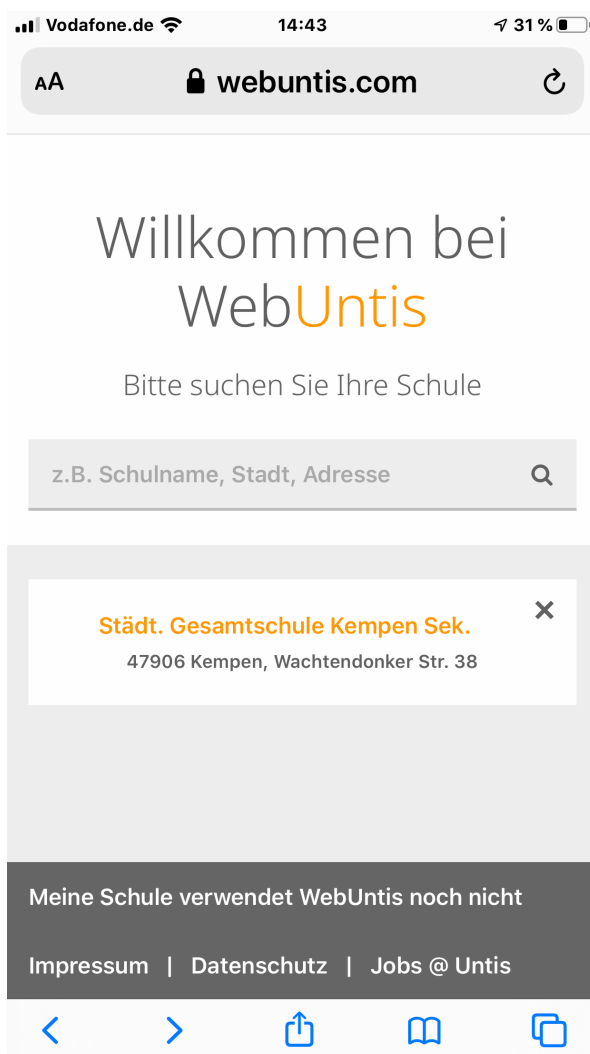 Vodafone.de 14:43 31 %
AA webuntis.com
Willkommen bei
WebUntis
Bitte suchen Sie Ihre Schule
z.B. Schulname, Stadt, Adresse
Städt. Gesamtschule Kempen Sek.
47906 Kempen, Wachtendonker Str. 38
Meine Schule verwendet WebUntis noch nicht
Impressum | Datenschutz | Jobs @ Untis